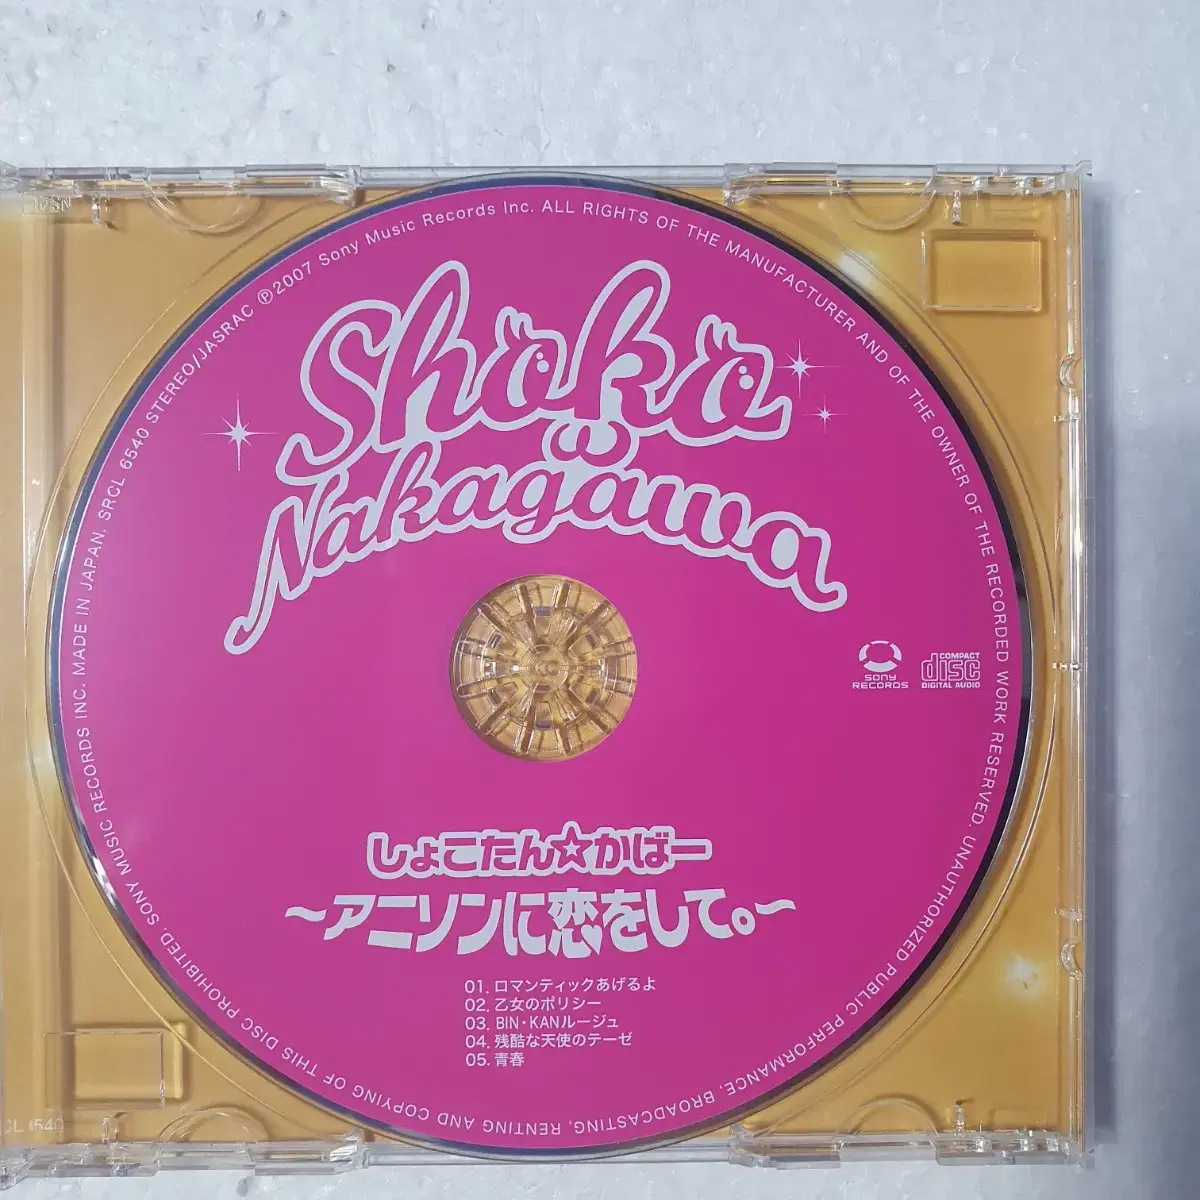 Shoko
Nakagawa
SONY
RECORDS
COMPACT
disc
DIGITAL AUDIO
しょこたん☆かばー
～アニソンに恋をして。～
01. ロマンティックあげるよ
02. 乙女のポリシー
03. BIN・KANルージュ
04. 残酷な天使のテーゼ
05. 青春
SONY MUSIC RECORDS INC. MADE IN JAPAN. SRCL 6540 STEREO/JASRAC ℗2007 Sony Music Records Inc. ALL RIGHTS OF THE MANUFACTURER AND OF THE OWNER OF THE RECORDED WORK RESERVED. UNAUTHORIZED PUBLIC PERFORMANCE, BROADCASTING, RENTING AND COPYING OF THIS DISC PROHIBITED.
CL 6540